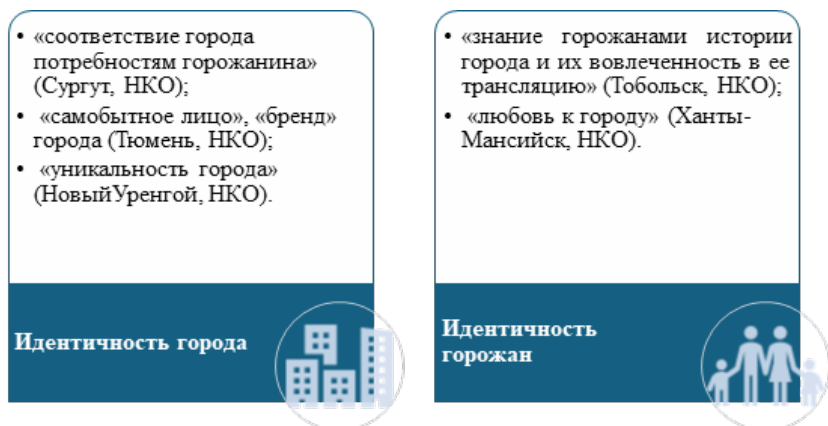 • «соответствие города
потребностям горожанина»
(Сургут, НКО);
• «самобытное лицо», «бренд»
города (Тюмень, НКО);
• «уникальность города»
(НовыйУренгой, НКО).
Идентичность города
• «знание горожанами истории
города и их вовлеченность в ее
трансляцию» (Тобольск, НКО);
• «любовь к городу» (Ханты-
Мансийск, НКО).
Идентичность
горожан